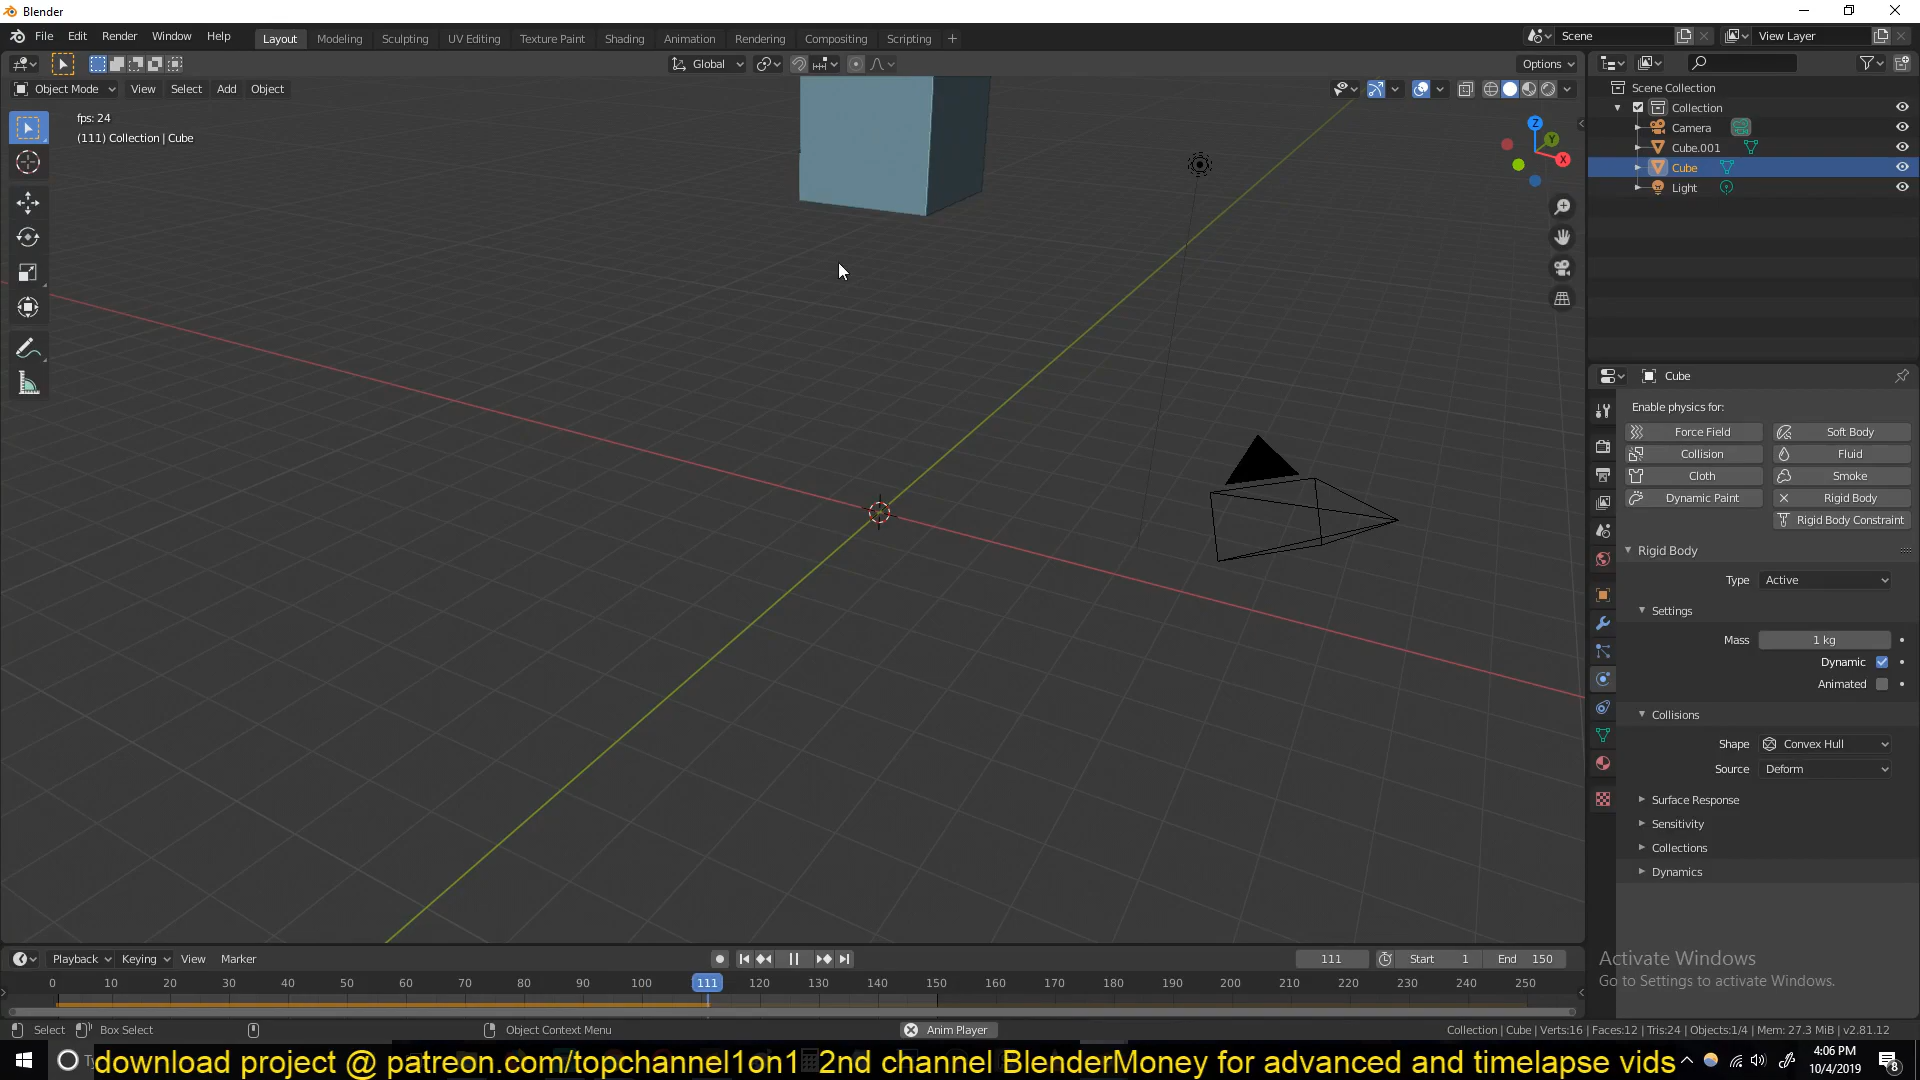 Blender
File Edit Render Window Help Layout Modeling Sculpting UV Editing Texture Paint Shading Animation Rendering Compositing Scripting + Scene View Layer
Global Options
Object Mode View Select Add Object
fps: 24
(111) Collection | Cube
Z
Y
X
Scene Collection
Collection
Camera
Cube.001
Cube
Light
Cube
Enable physics for:
Force Field Soft Body
Collision Fluid
Cloth Smoke
Dynamic Paint Rigid Body
Rigid Body Constraint
Rigid Body
Type Active
Settings
Mass 1 kg
Dynamic
Animated
Collisions
Shape Convex Hull
Source Deform
Surface Response
Sensitivity
Collections
Dynamics
Activate Windows
Go to Settings to activate Windows.
Playback Keying View Marker 111 Start 1 End 150
0 10 20 30 40 50 60 70 80 90 100 111 120 130 140 150 160 170 180 190 200 210 220 230 240 250
Select Box Select Object Context Menu Anim Player Collection | Cube | Verts:16 | Faces:12 | Tris:24 | Objects:1/4 | Mem: 27.3 MiB | v2.81.12
download project @ patreon.com/topchannel1on1 2nd channel BlenderMoney for advanced and timelapse vids
4:06 PM
10/4/2019
8